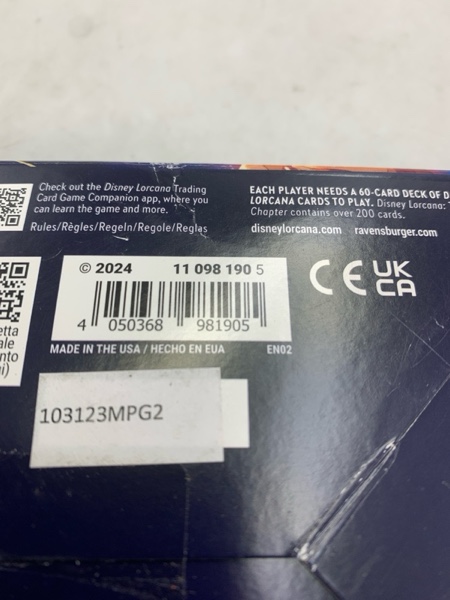 Check out the Disney Lorcana Trading
Card Game Companion app, where you
can learn the game and more.
Rules/Règles/Regeln/Regole/Reglas
EACH PLAYER NEEDS A 60-CARD DECK OF
LORCANA CARDS TO PLAY. Disney Lorcana:
Chapter contains over 200 cards.
disneylorcana.com ravensburger.com
© 2024 11 098 190 5
4 050368 981905
MADE IN THE USA / HECHO EN EUA EN02
CE UK
CA
103123MPG2